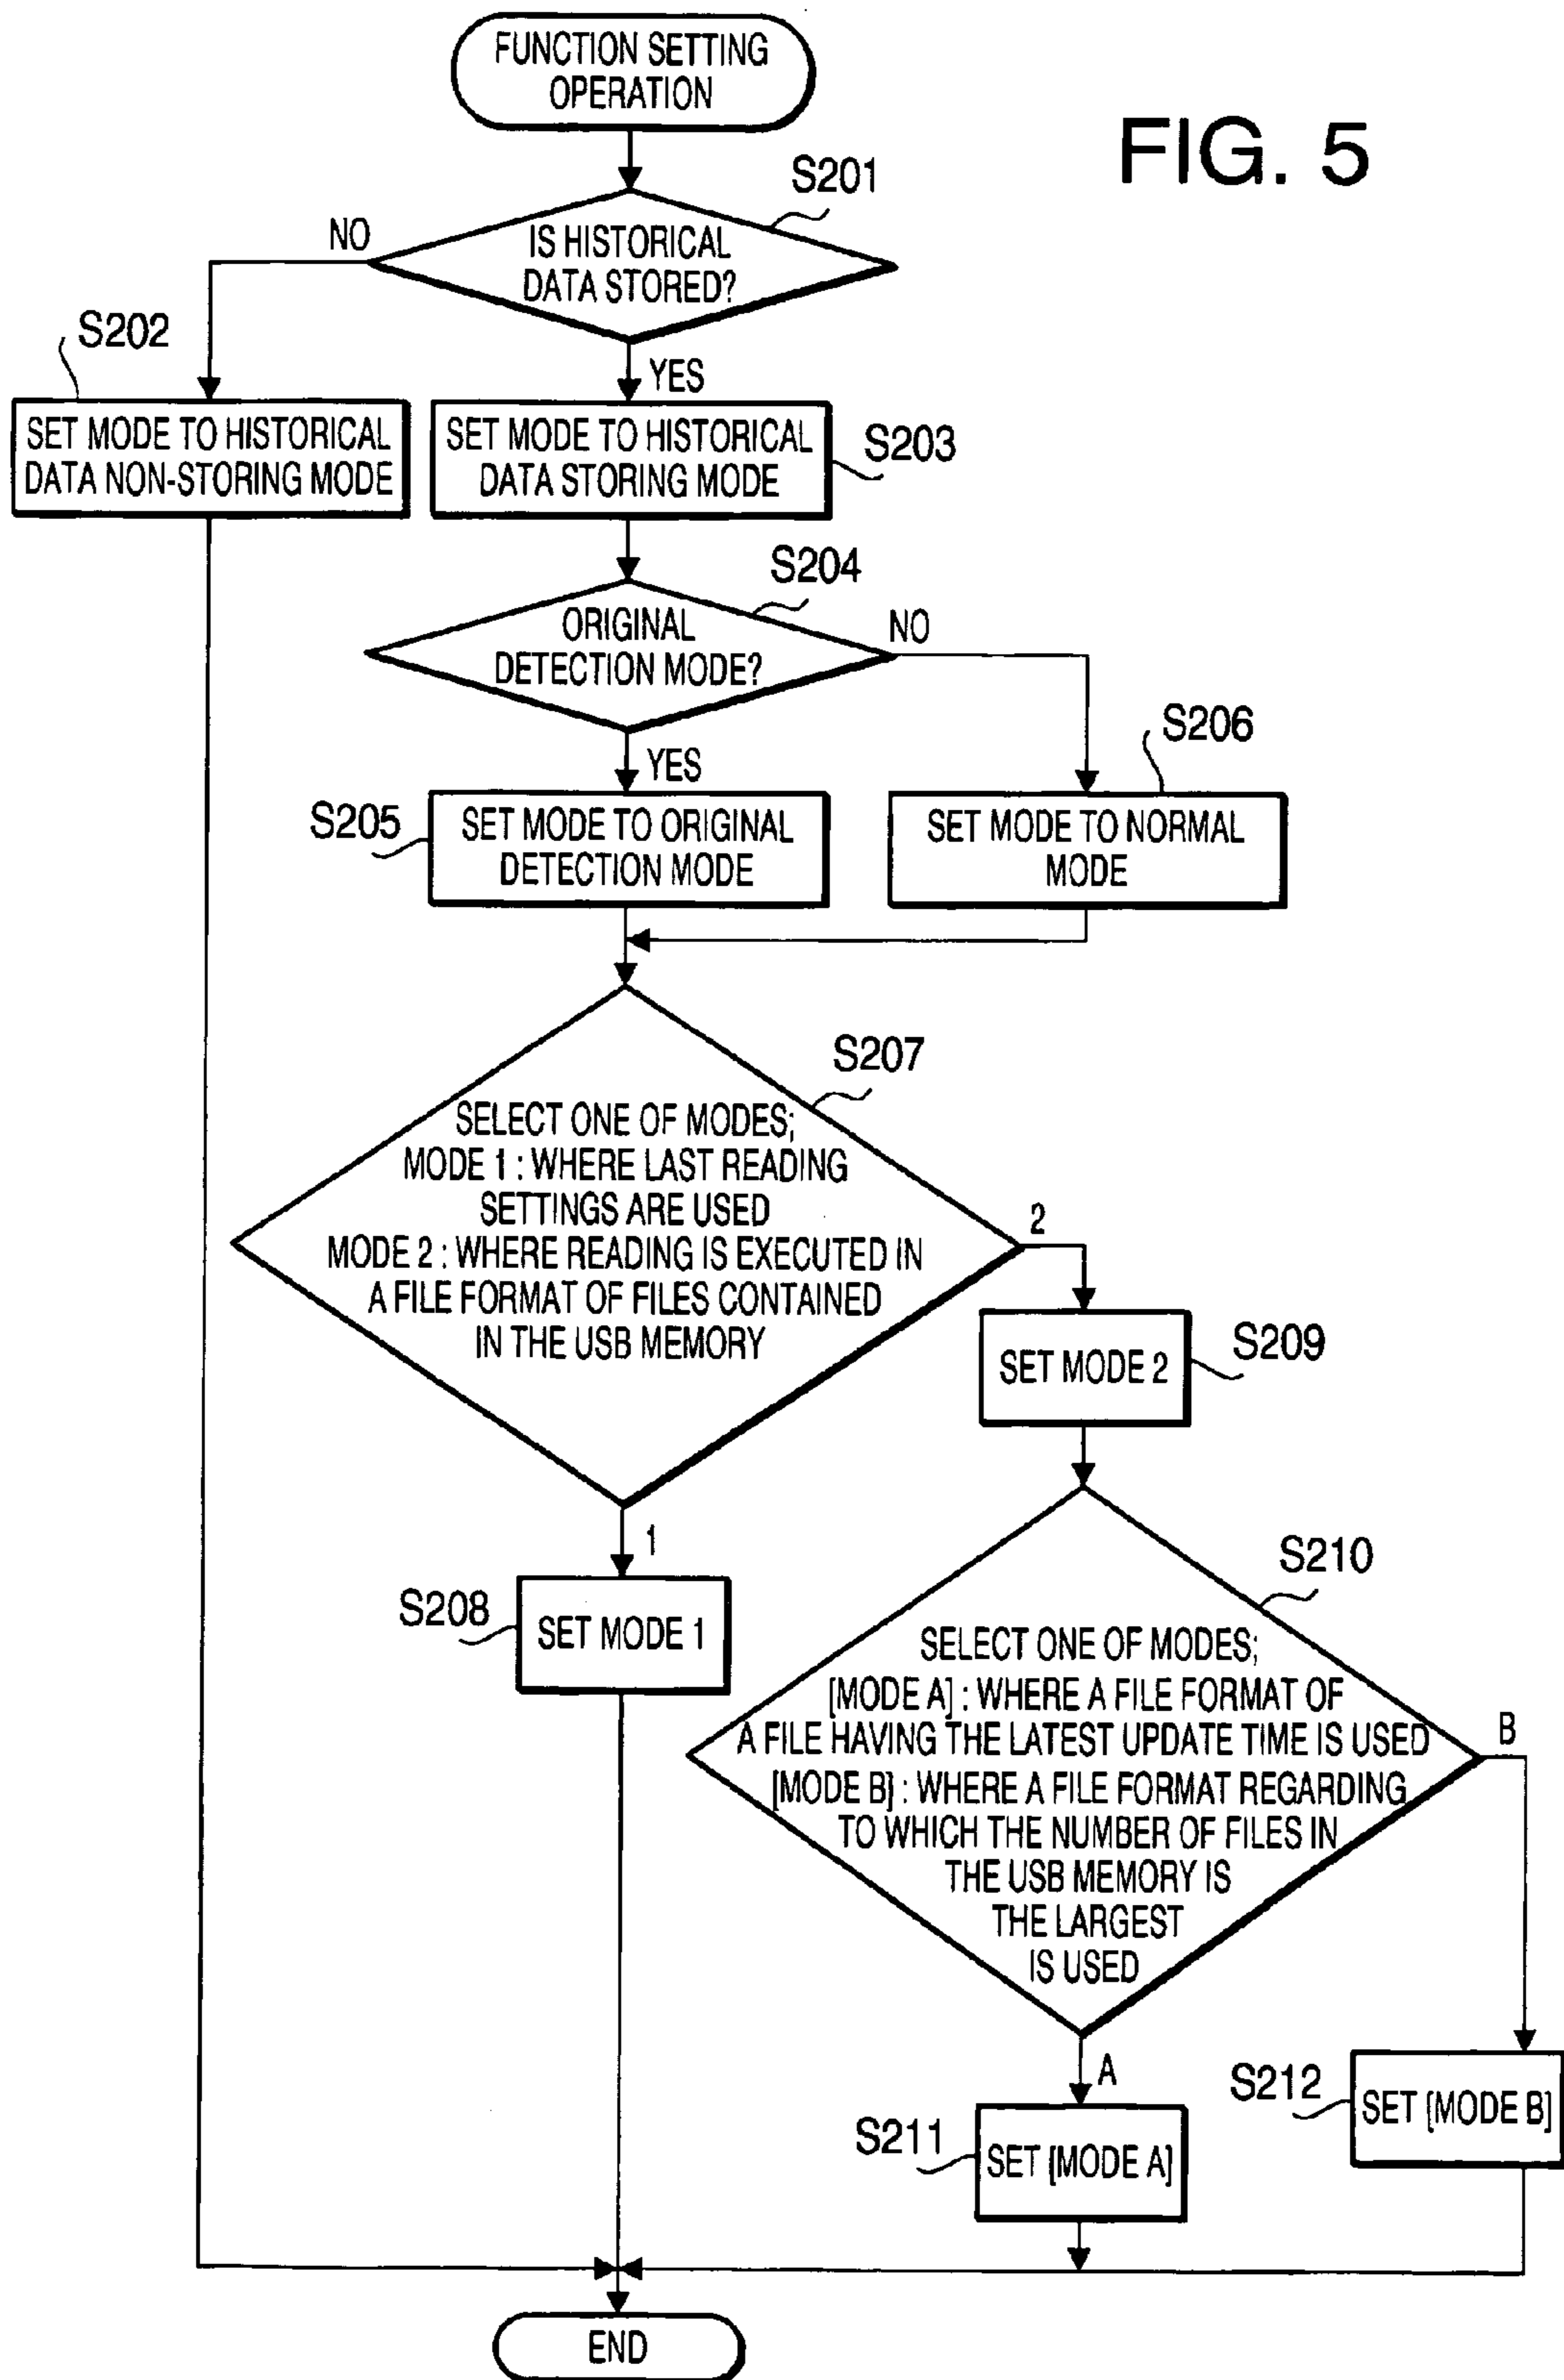 FUNCTION SETTING
OPERATION
FIG. 5
S201
IS HISTORICAL
DATA STORED?
NO
YES
S202
SET MODE TO HISTORICAL
DATA NON-STORING MODE
SET MODE TO HISTORICAL
DATA STORING MODE
S203
S204
ORIGINAL
DETECTION MODE?
NO
YES
S205
SET MODE TO ORIGINAL
DETECTION MODE
S206
SET MODE TO NORMAL
MODE
S207
SELECT ONE OF MODES;
MODE 1 : WHERE LAST READING
SETTINGS ARE USED
MODE 2 : WHERE READING IS EXECUTED IN
A FILE FORMAT OF FILES CONTAINED
IN THE USB MEMORY
2
1
S209
SET MODE 2
S208
SET MODE 1
S210
SELECT ONE OF MODES;
[MODE A] : WHERE A FILE FORMAT OF
A FILE HAVING THE LATEST UPDATE TIME IS USED
[MODE B] : WHERE A FILE FORMAT REGARDING
TO WHICH THE NUMBER OF FILES IN
THE USB MEMORY IS
THE LARGEST
IS USED
B
A
S211
SET [MODE A]
S212
SET [MODE B]
END